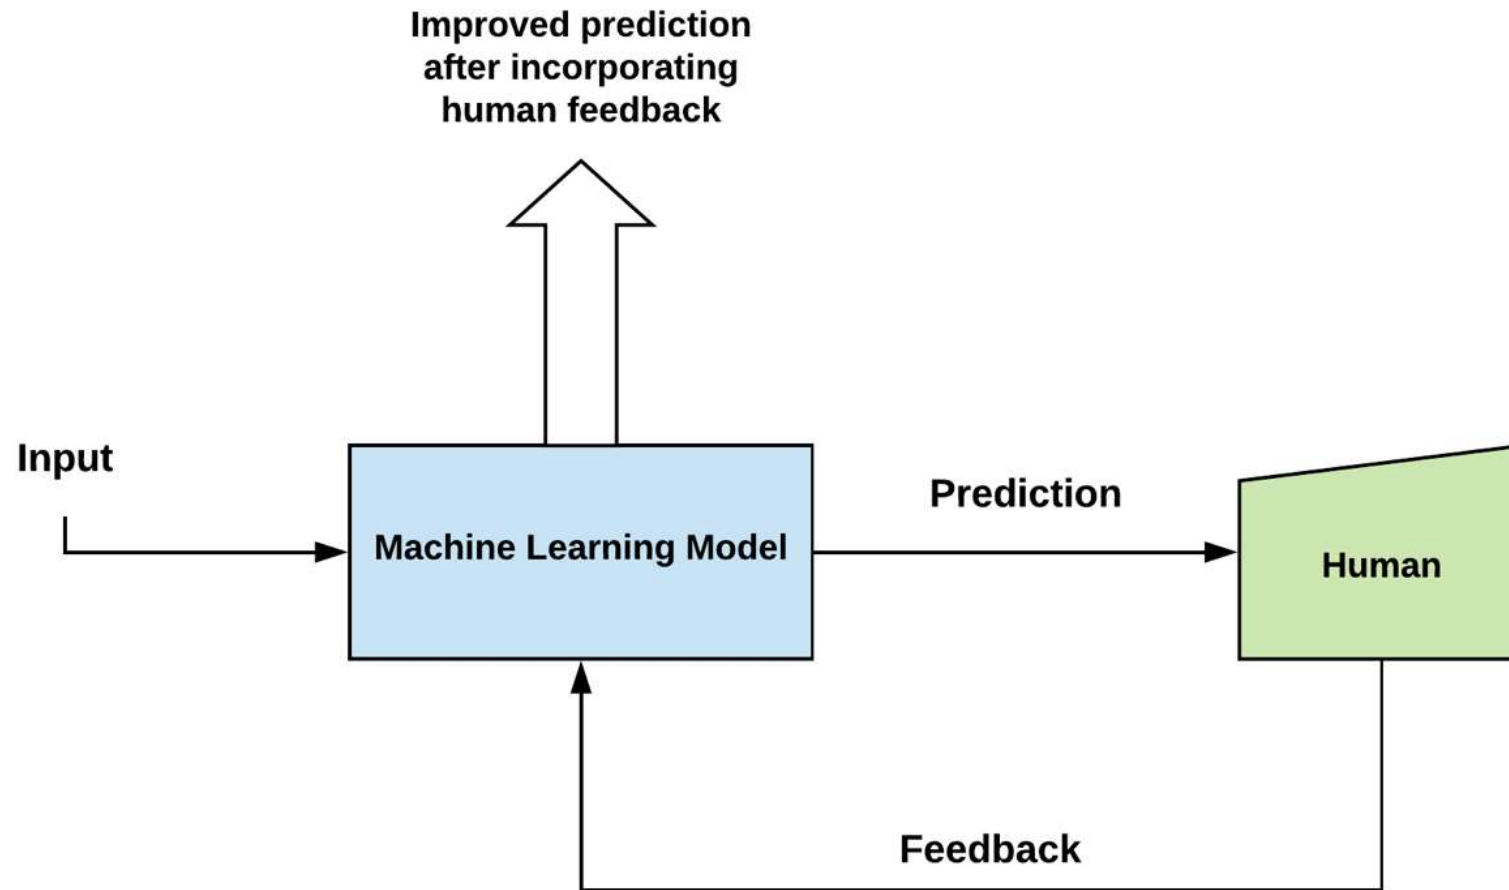 Improved prediction
after incorporating
human feedback
Input
Machine Learning Model
Prediction
Human
Feedback